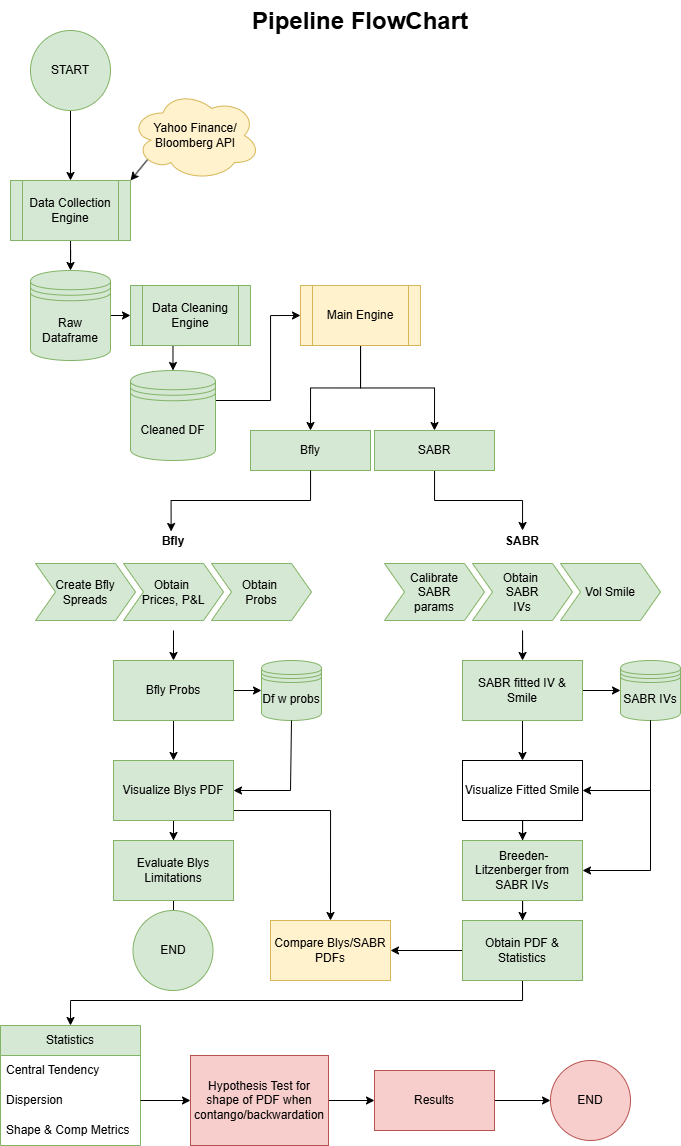 Pipeline FlowChart
START
Yahoo Finance/
Bloomberg API
Data Collection
Engine
Raw
Dataframe
Data Cleaning
Engine
Main Engine
Cleaned DF
Bfly
SABR
Bfly
SABR
Create Bfly
Spreads
Obtain
Prices, P&L
Obtain
Probs
Calibrate
SABR
params
Obtain
SABR
IVs
Vol Smile
Bfly Probs
Df w probs
SABR fitted IV &
Smile
SABR IVs
Visualize Blys PDF
Visualize Fitted Smile
Evaluate Blys
Limitations
Breeden-
Litzenberger from
SABR IVs
END
Compare Blys/SABR
PDFs
Obtain PDF &
Statistics
Statistics
Central Tendency
Dispersion
Shape & Comp Metrics
Hypothesis Test for
shape of PDF when
contango/backwardation
Results
END